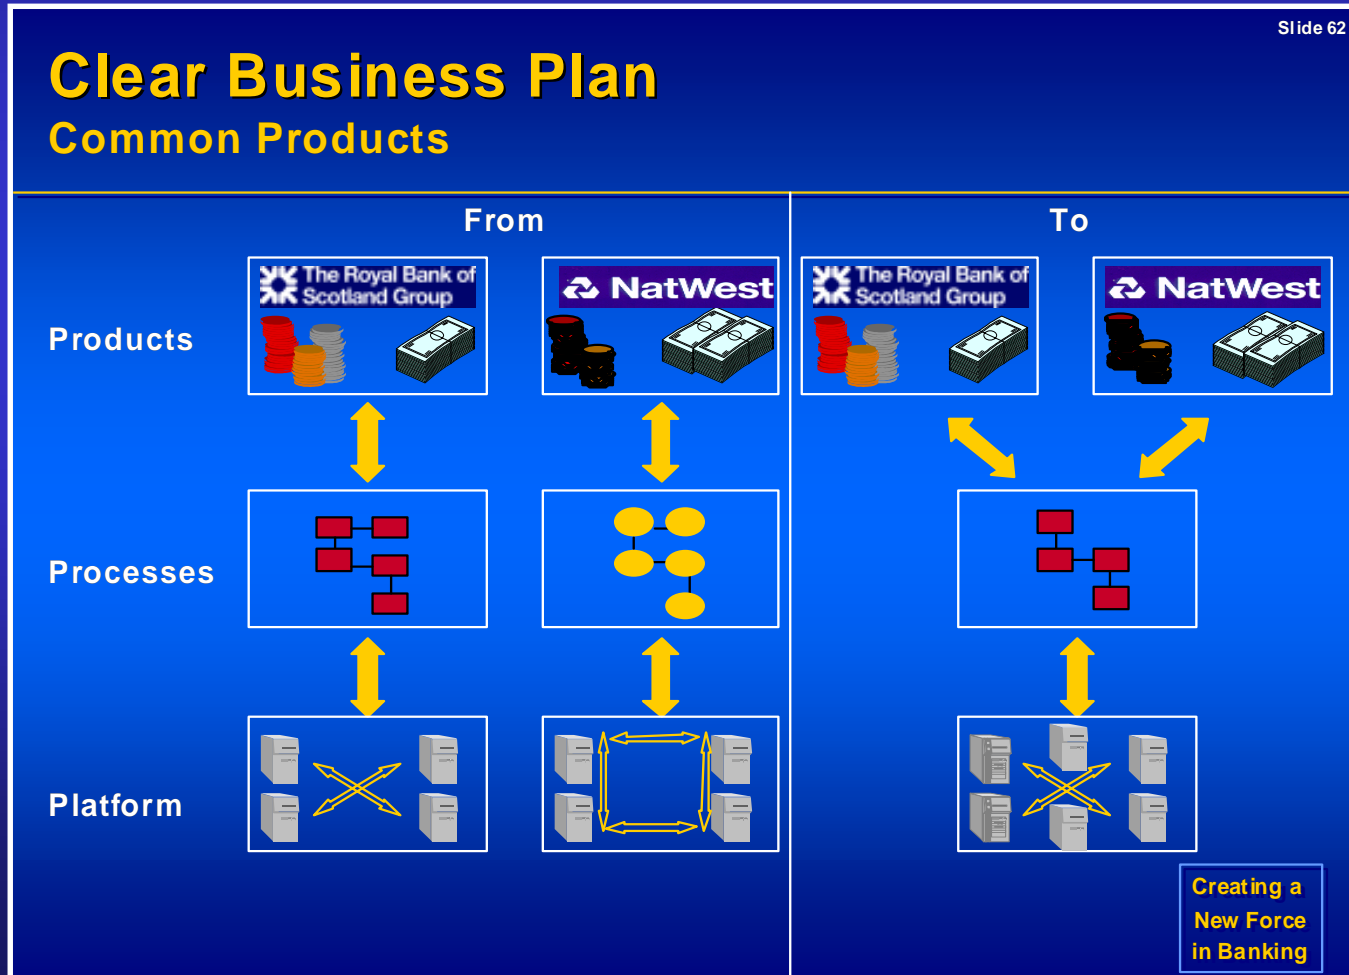 Slide 62
Clear Business Plan
Common Products
From
To
The Royal Bank of
Scotland Group
NatWest
The Royal Bank of
Scotland Group
NatWest
Products
Processes
Platform
Creating a
New Force
in Banking